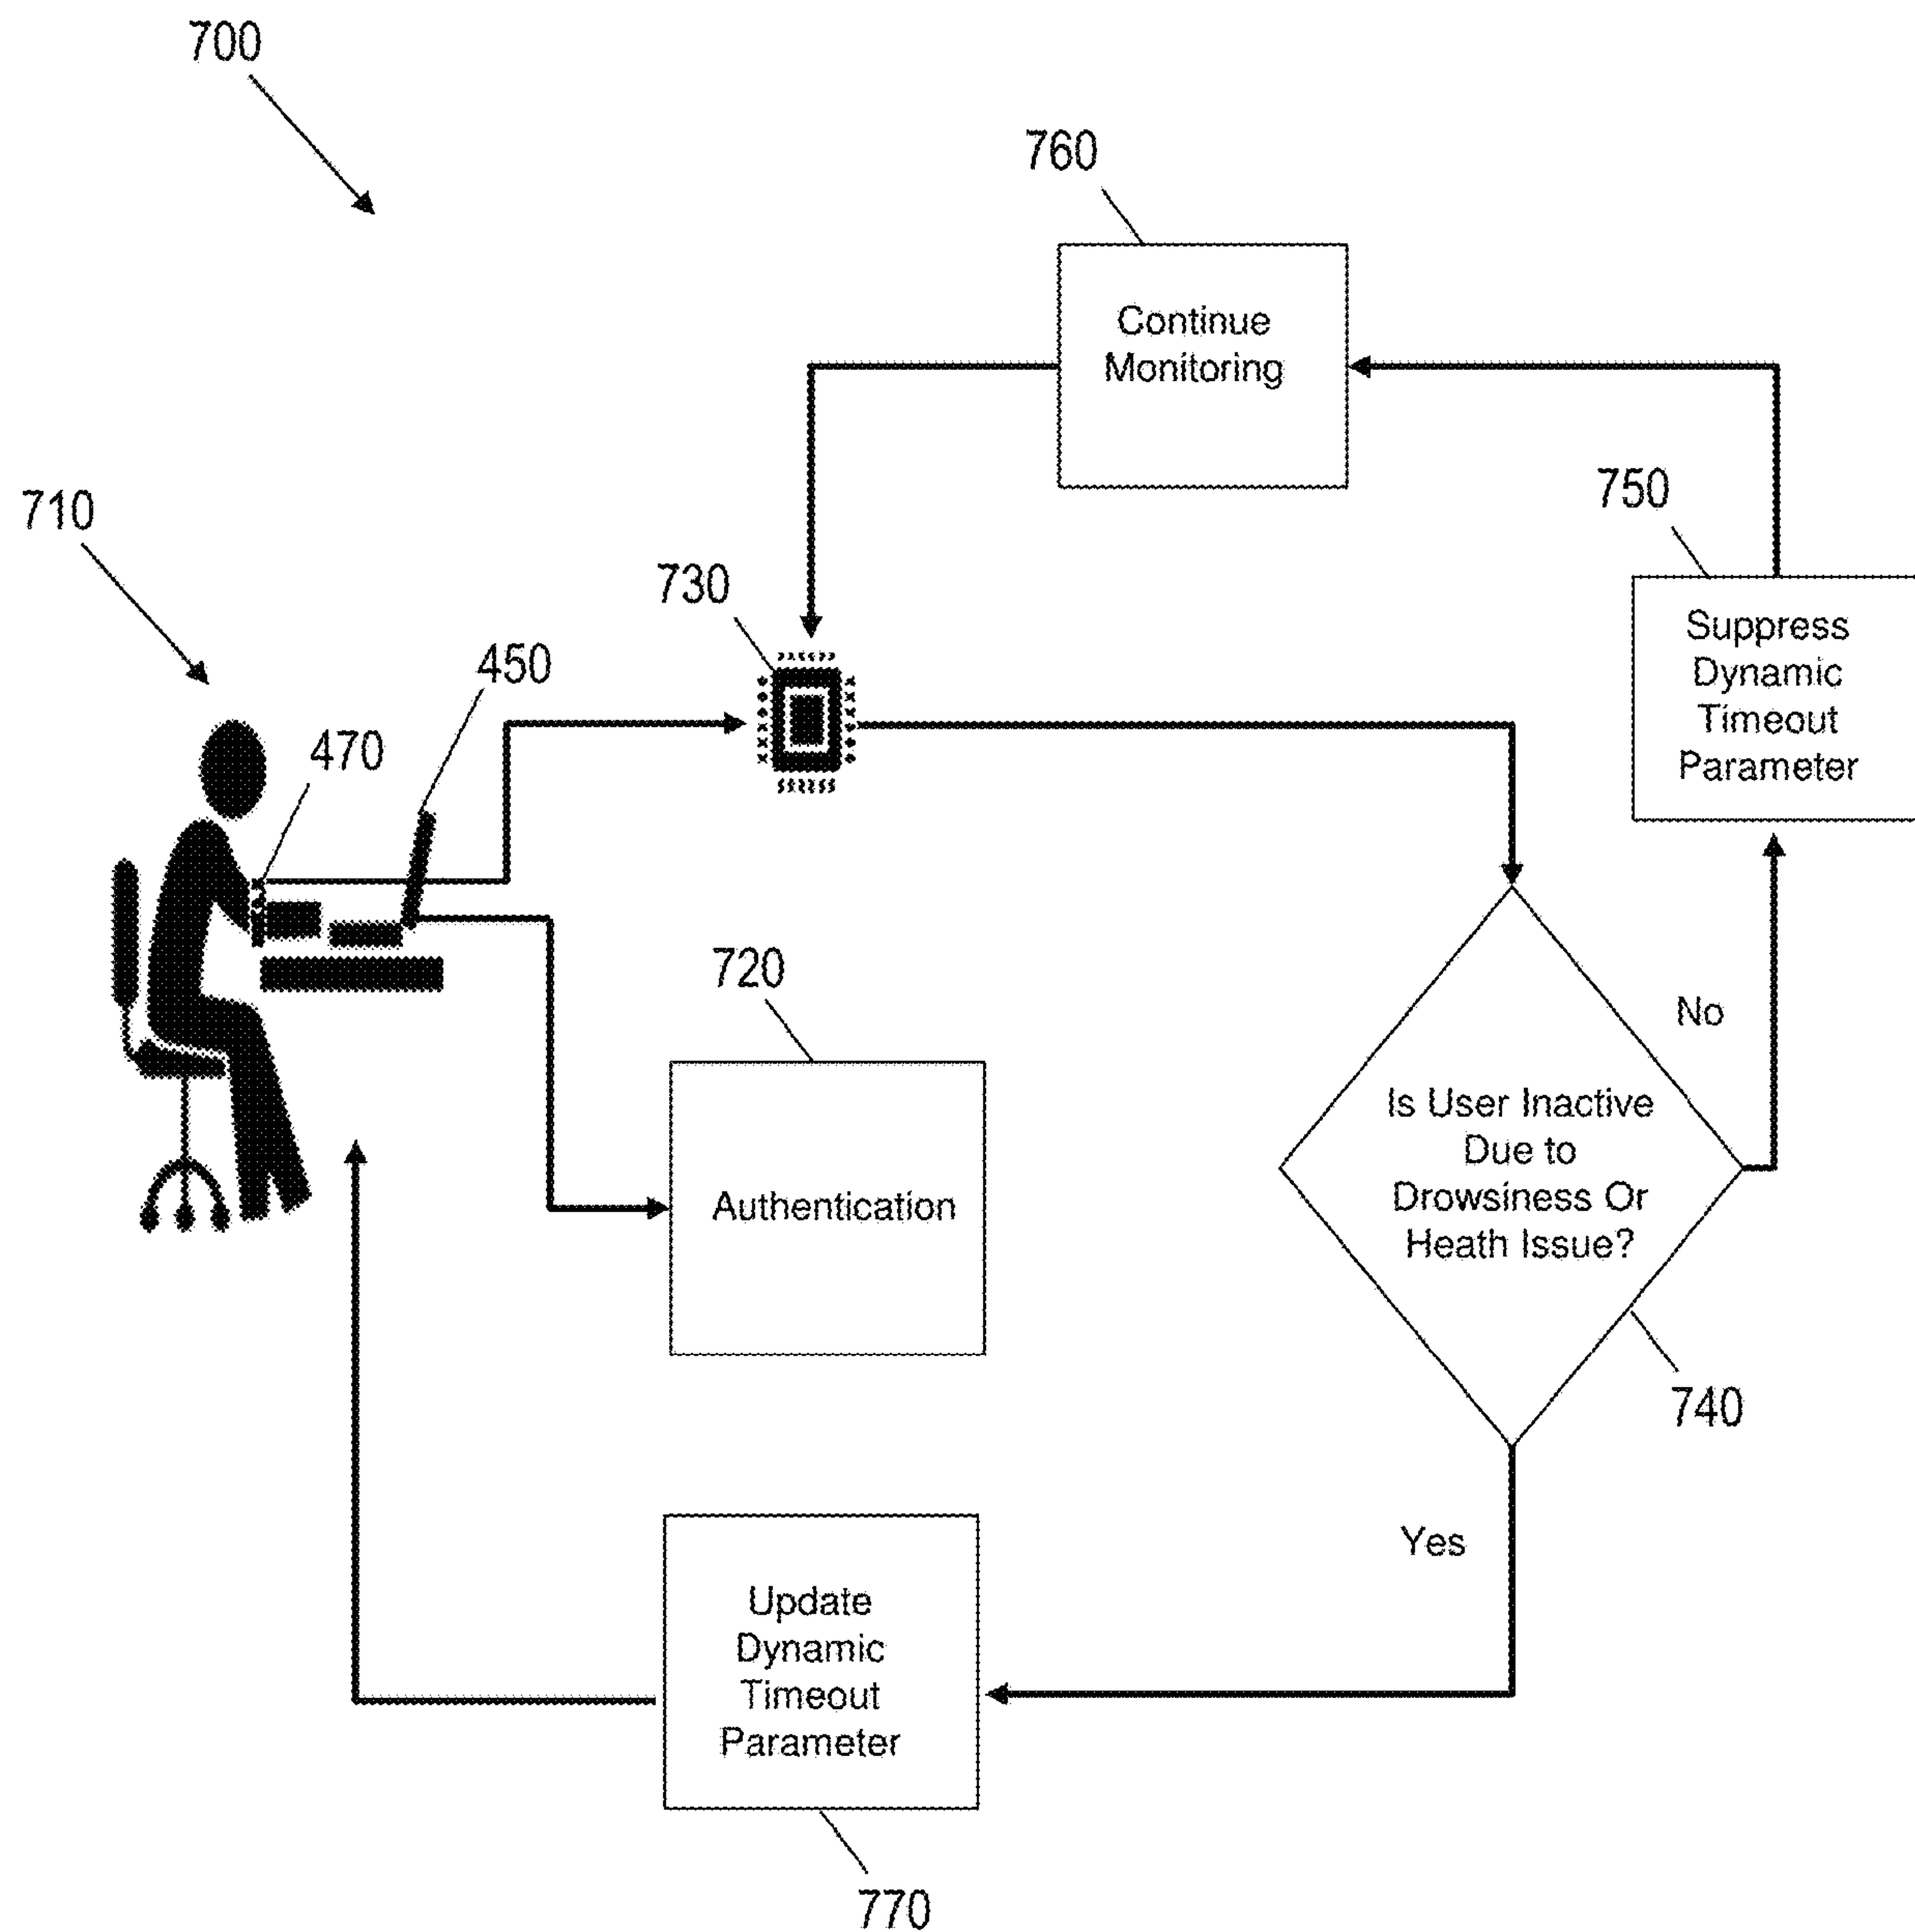 700
760
Continue
Monitoring
750
Suppress
Dynamic
Timeout
Parameter
710
730
450
470
720
Authentication
No
Is User Inactive
Due to
Drowsiness Or
Heath Issue?
740
Yes
Update
Dynamic
Timeout
Parameter
770